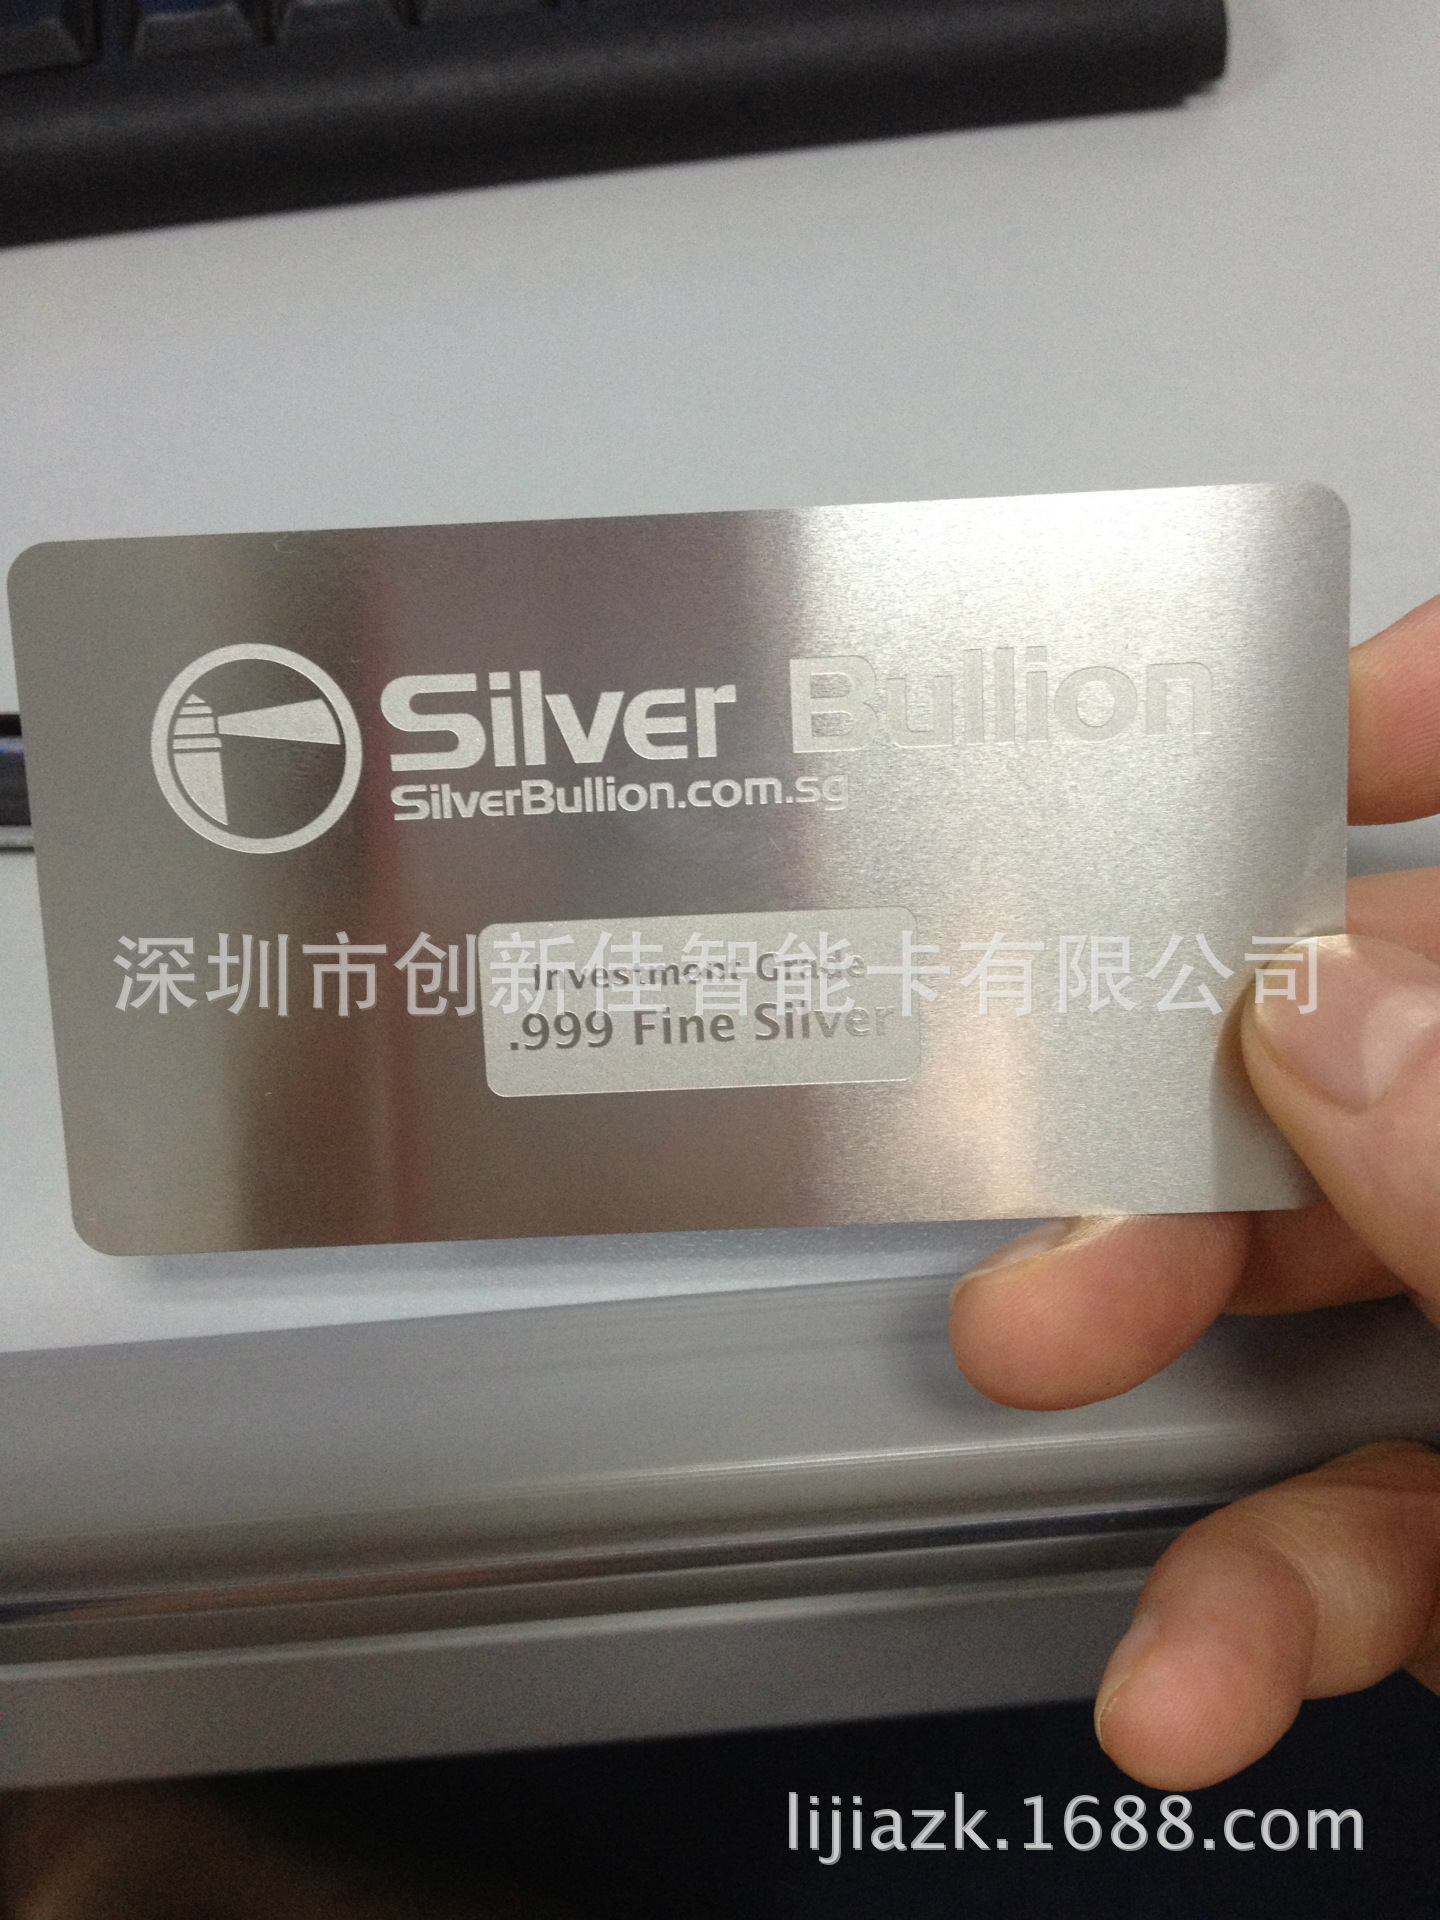 Silver Bullion
SilverBullion.com.sg
深圳市创新佳智能卡有限公司
Investment Grade
.999 Fine Silver
lijiazk.1688.com